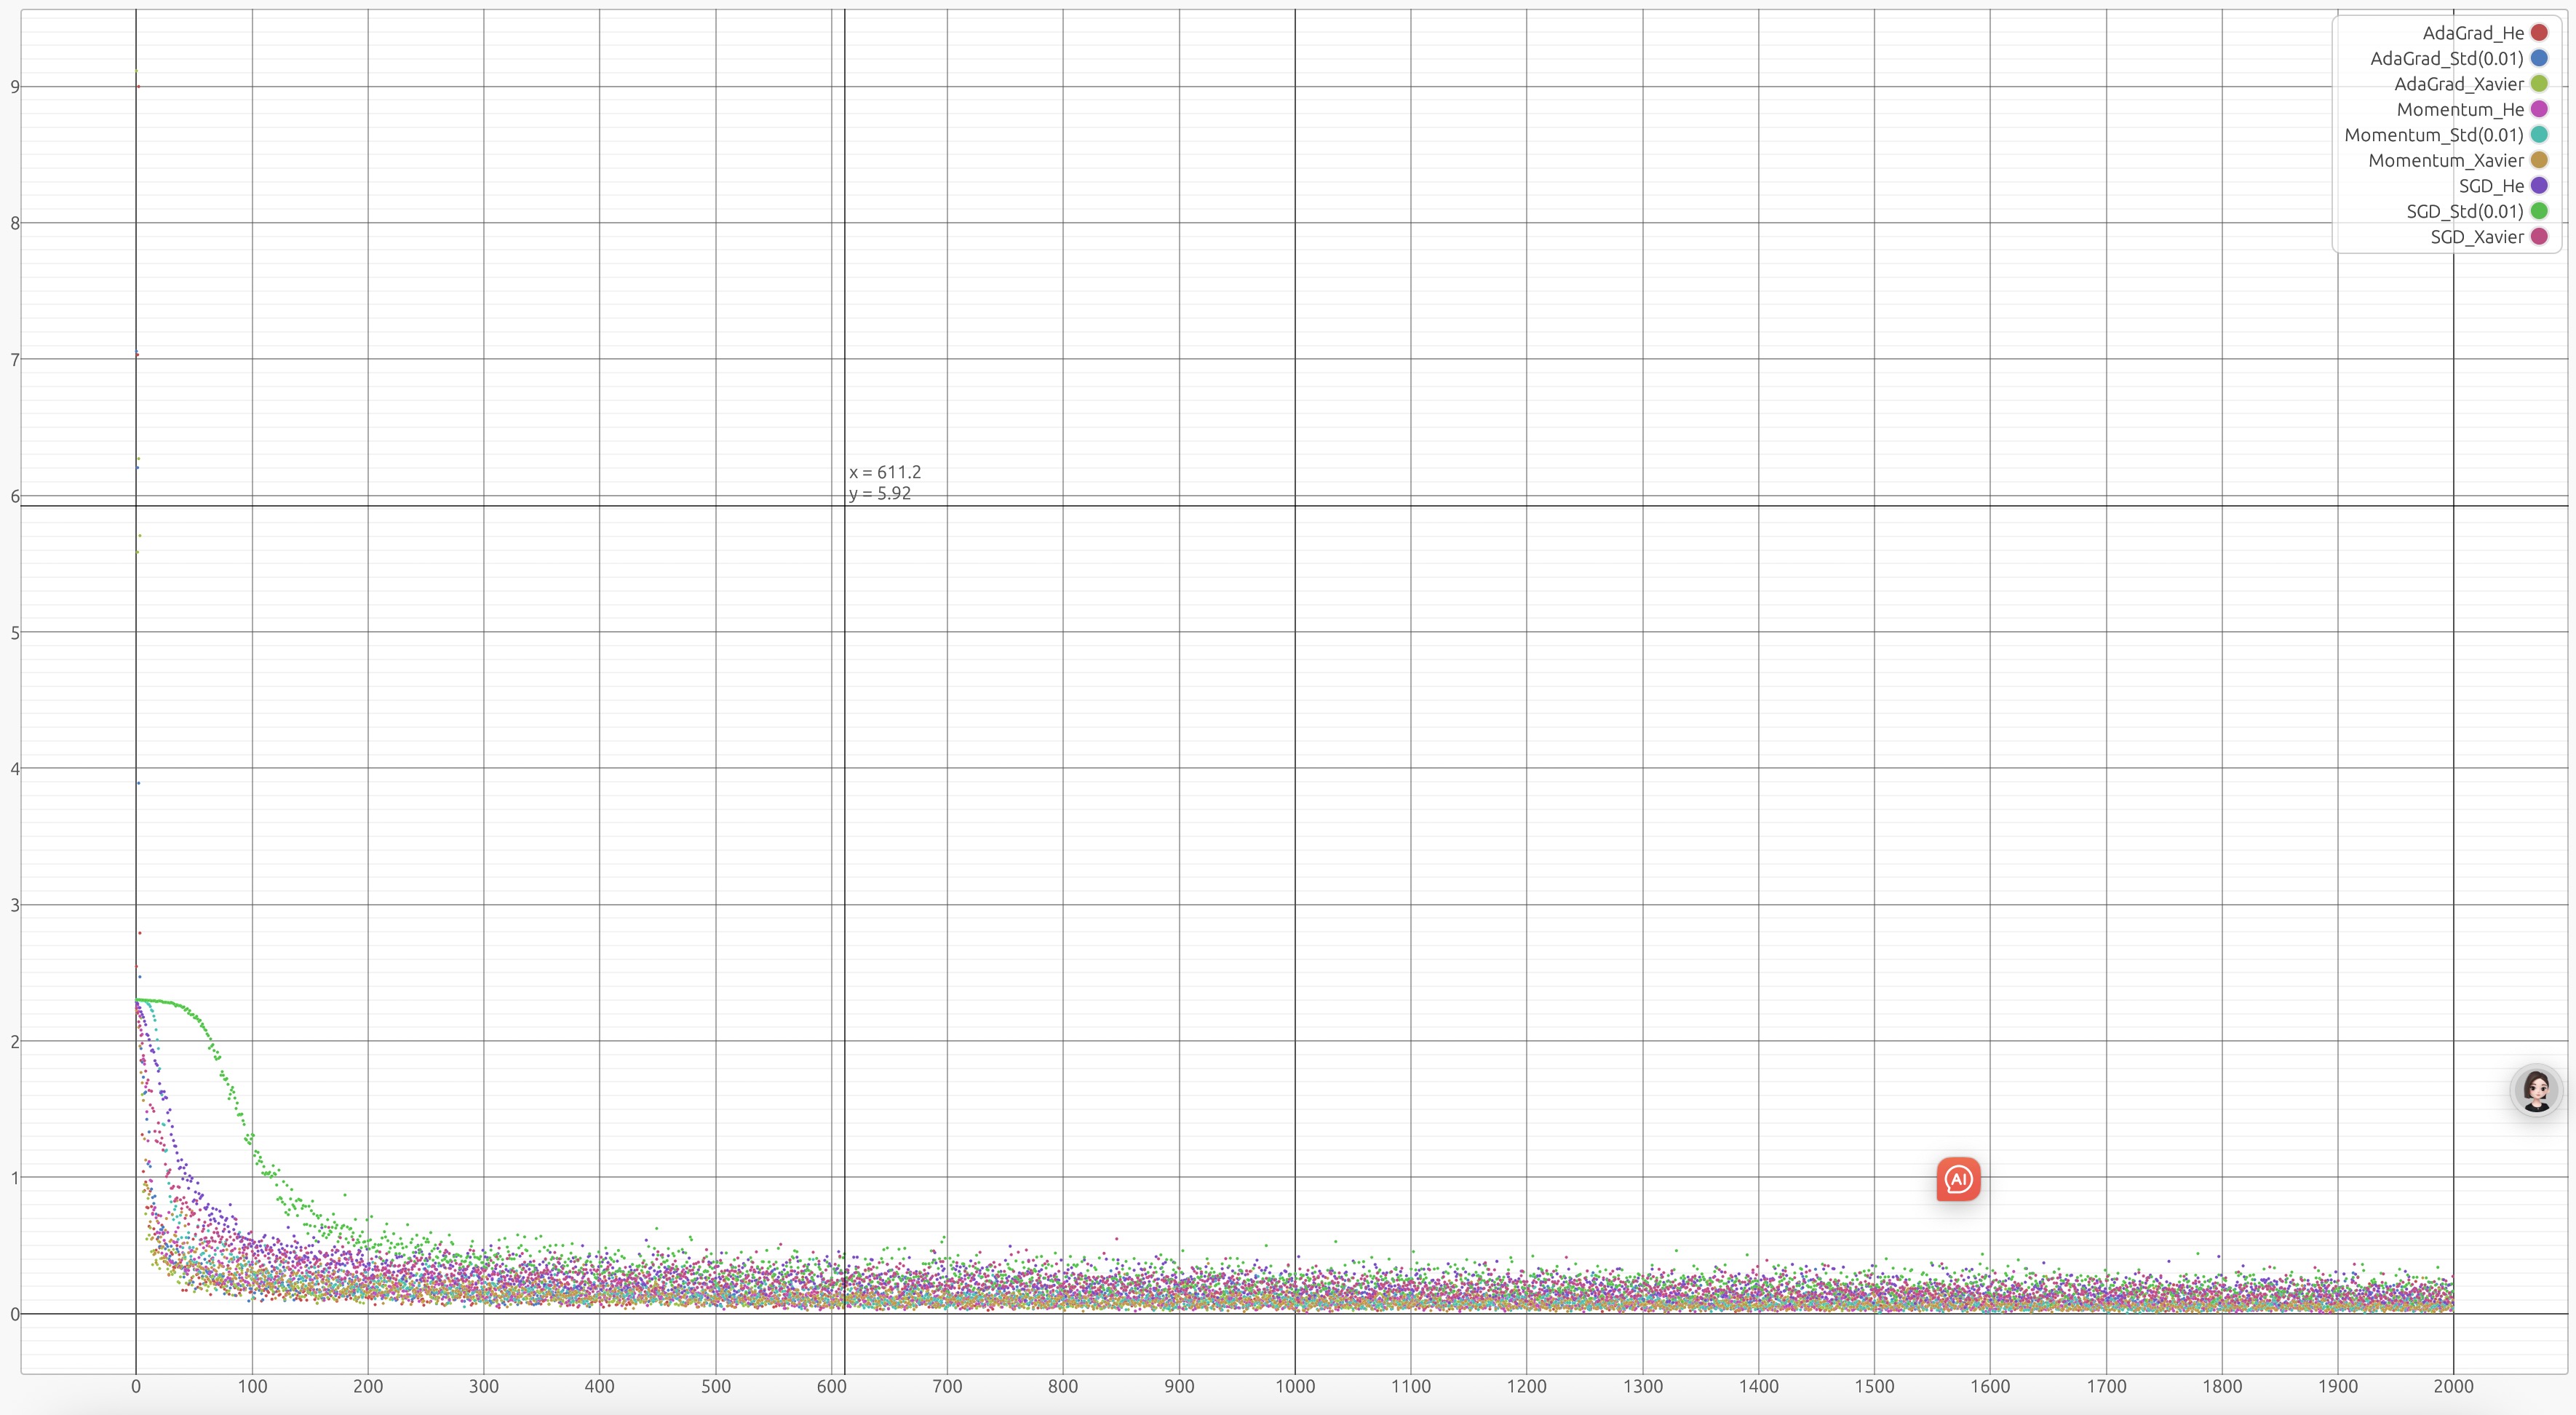 AdaGrad_He
AdaGrad_Std(0.01)
AdaGrad_Xavier
Momentum_He
Momentum_Std(0.01)
Momentum_Xavier
SGD_He
SGD_Std(0.01)
SGD_Xavier
9
8
7
x = 611.2
y = 5.92
6
5
4
3
2
1
AI
0
0 100 200 300 400 500 600 700 800 900 1000 1100 1200 1300 1400 1500 1600 1700 1800 1900 2000